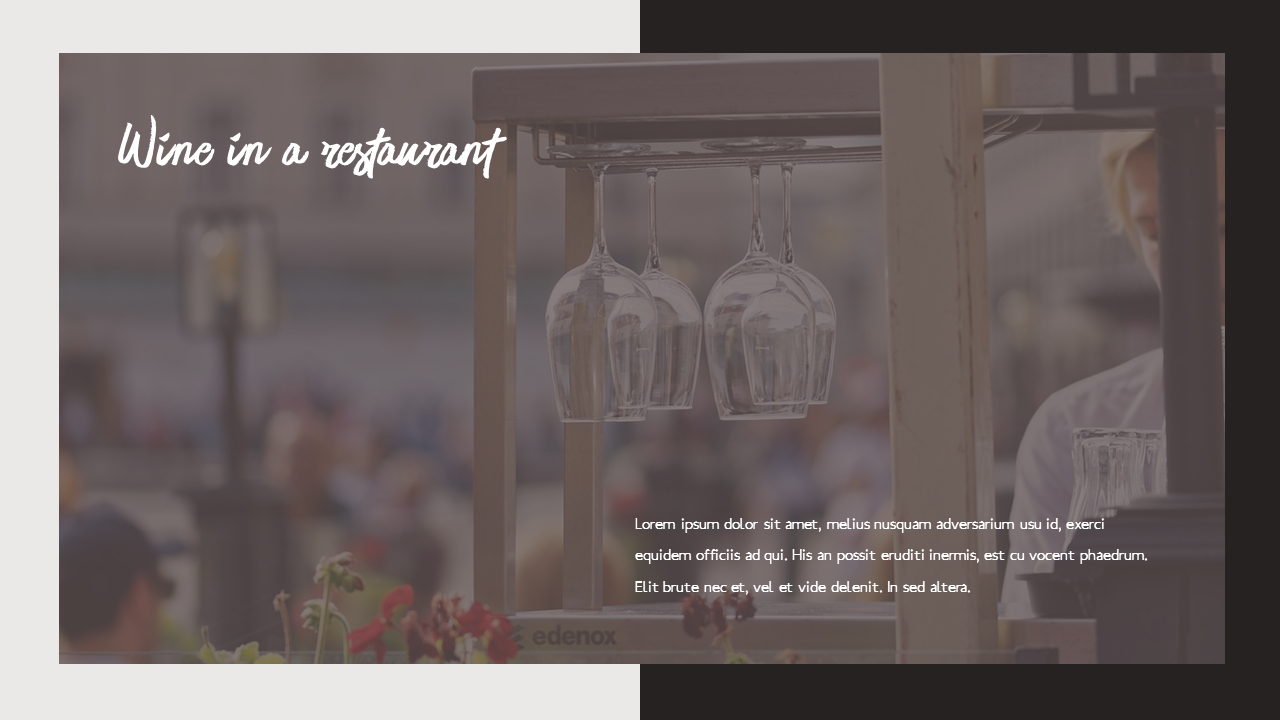 Wine in a restaurant
Lorem ipsum dolor sit amet, melius nusquam adversarium usu id, exerci
equidem officiis ad qui. His an possit eruditi inermis, est cu vocent phaedrum.
Elit brute nec et, vel et vide delenit. In sed altera.
edenox